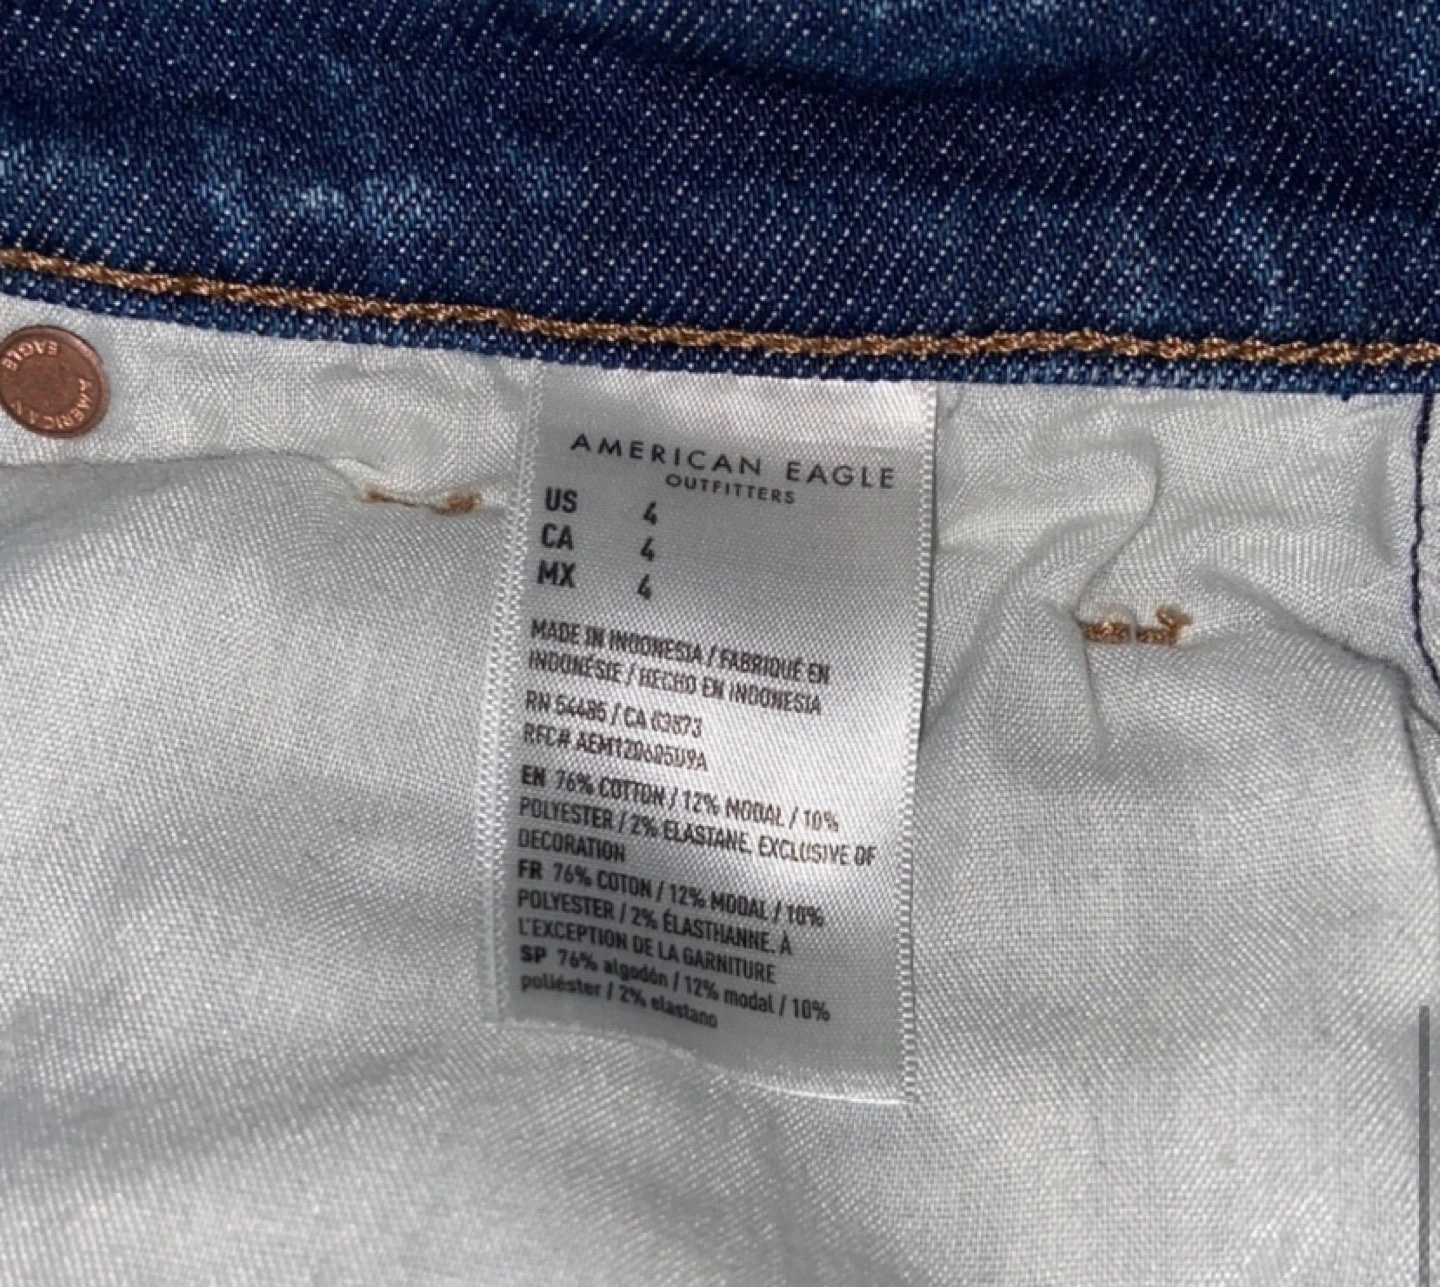 AMERICAN EAGLE
AMERICAN EAGLE
OUTFITTERS
US 4
CA 4
MX 4
MADE IN INDONESIA / FABRIQUÉ EN
INDONÉSIE / HECHO EN INDONESIA
RN 54485 / CA 03873
RFC# AEM120605U9A
EN 76% COTTON / 12% MODAL / 10%
POLYESTER / 2% ELASTANE. EXCLUSIVE OF
DECORATION
FR 76% COTON / 12% MODAL / 10%
POLYESTER / 2% ÉLASTHANNE. À
L'EXCEPTION DE LA GARNITURE
SP 76% algodón / 12% modal / 10%
poliéster / 2% elastano